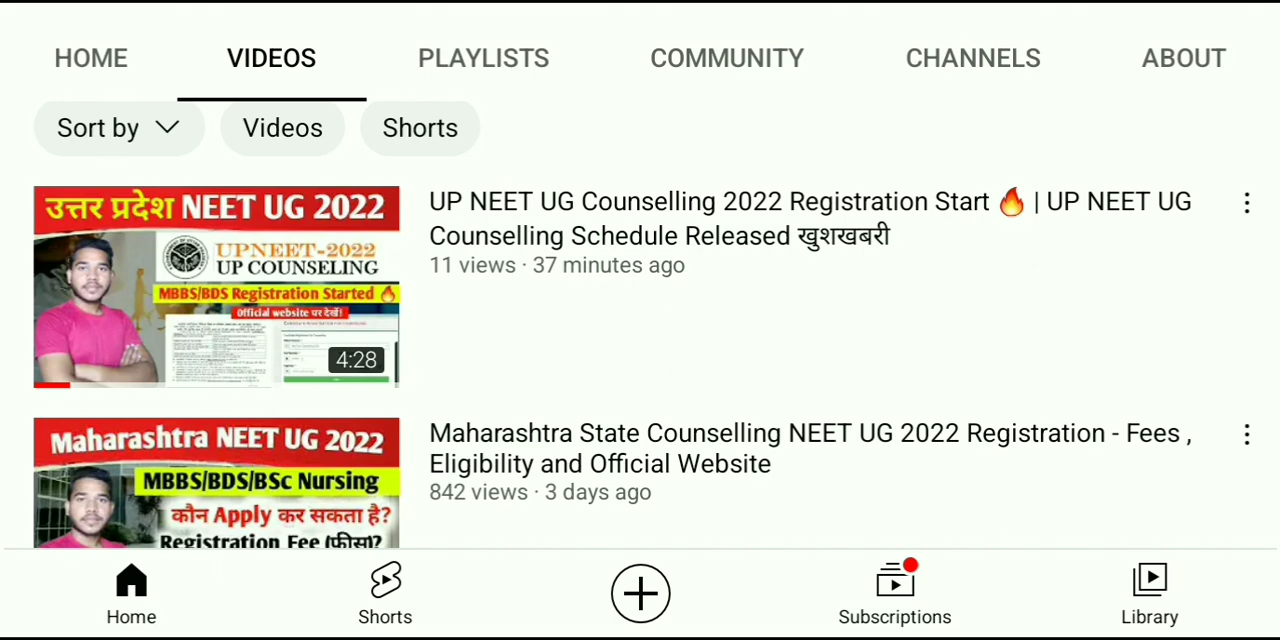 HOME VIDEOS PLAYLISTS COMMUNITY CHANNELS ABOUT
Sort by Videos Shorts
उत्तर प्रदेश NEET UG 2022
UPNEET-2022
UP COUNSELING
MBBS/BDS Registration Started 🔥
Official website पर देखें!
4:28
UP NEET UG Counselling 2022 Registration Start 🔥 | UP NEET UG
Counselling Schedule Released खुशखबरी
11 views · 37 minutes ago
Maharashtra NEET UG 2022
MBBS/BDS/BSc Nursing
कौन Apply कर सकता है?
Registration Fee (फीस)?
Maharashtra State Counselling NEET UG 2022 Registration - Fees ,
Eligibility and Official Website
842 views · 3 days ago
Home Shorts Subscriptions Library